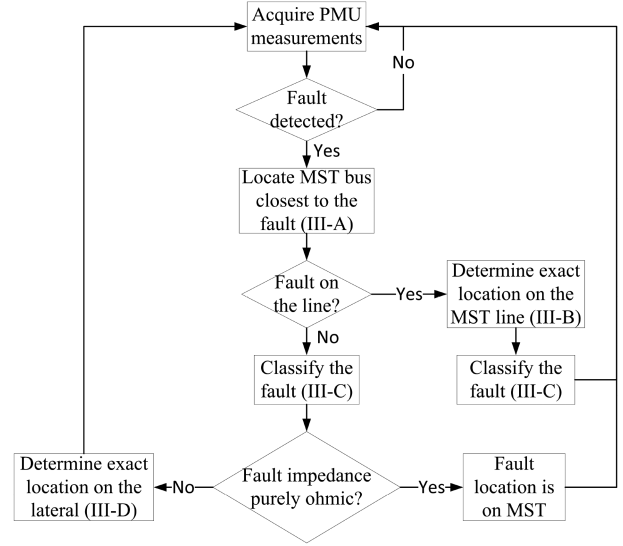 Acquire PMU
measurements
No
Fault
detected?
Yes
Locate MST bus
closest to the
fault (III-A)
Fault on
the line?
Yes
Determine exact
location on the
MST line (III-B)
No
Classify the
fault (III-C)
Classify the
fault (III-C)
Determine exact
location on the
lateral (III-D)
No
Fault impedance
purely ohmic?
Yes
Fault
location is
on MST